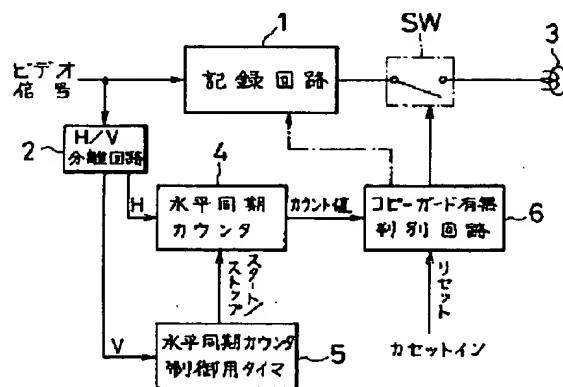 1
SW
3
ビデオ
信号
記録回路
H/V
分離回路
2
4
H
水平同期
カウンタ
カウント値
コピーガード有無
判別回路
6
スタート/
ストップ
リセット
V
水平同期カウンタ
制御用タイマ
5
カセットイン